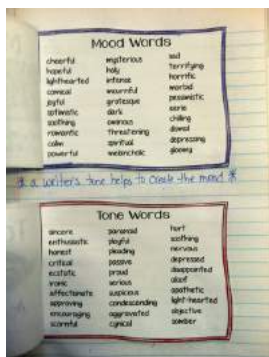 Mood Words
cheerful mysterious sad
hopeful holy terrifying
lighthearted intense horrific
comical mournful morbid
joyful grotesque pessimistic
optimistic dark eerie
soothing ominous chilling
romantic threatening dismal
calm spiritual depressing
powerful melancholic gloomy
* a writers tone helps to create the mood *
Tone Words
sincere paranoid hurt
enthusiastic playful soothing
honest pleading nervous
critical passive depressed
ecstatic proud disappointed
ironic serious aloof
affectionate suspicious apathetic
approving condescending light-hearted
encouraging aggravated objective
scornful cynical somber